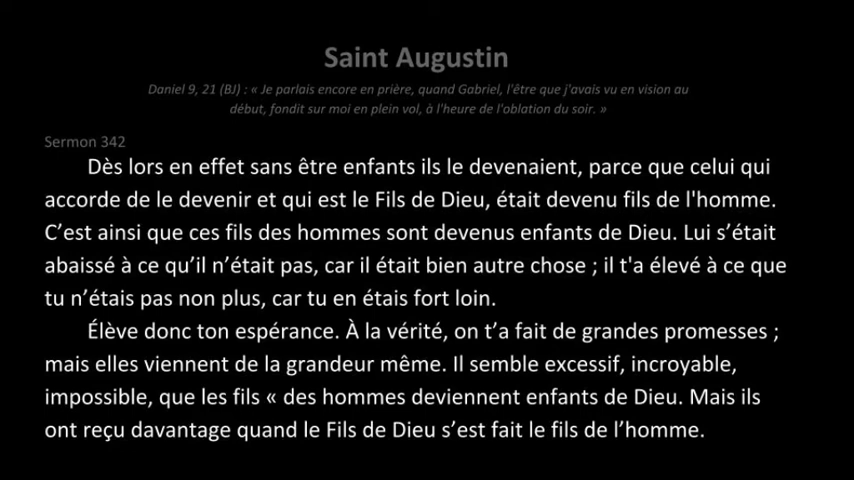 Saint Augustin
Daniel 9, 21 (BJ) : « Je parlais encore en prière, quand Gabriel, l'être que j'avais vu en vision au
début, fondit sur moi en plein vol, à l'heure de l'oblation du soir. »
Sermon 342
Dès lors en effet sans être enfants ils le devenaient, parce que celui qui
accorde de le devenir et qui est le Fils de Dieu, était devenu fils de l'homme.
C’est ainsi que ces fils des hommes sont devenus enfants de Dieu. Lui s’était
abaissé à ce qu’il n’était pas, car il était bien autre chose ; il t'a élevé à ce que
tu n’étais pas non plus, car tu en étais fort loin.
Élève donc ton espérance. À la vérité, on t’a fait de grandes promesses ;
mais elles viennent de la grandeur même. Il semble excessif, incroyable,
impossible, que les fils « des hommes deviennent enfants de Dieu. Mais ils
ont reçu davantage quand le Fils de Dieu s’est fait le fils de l’homme.